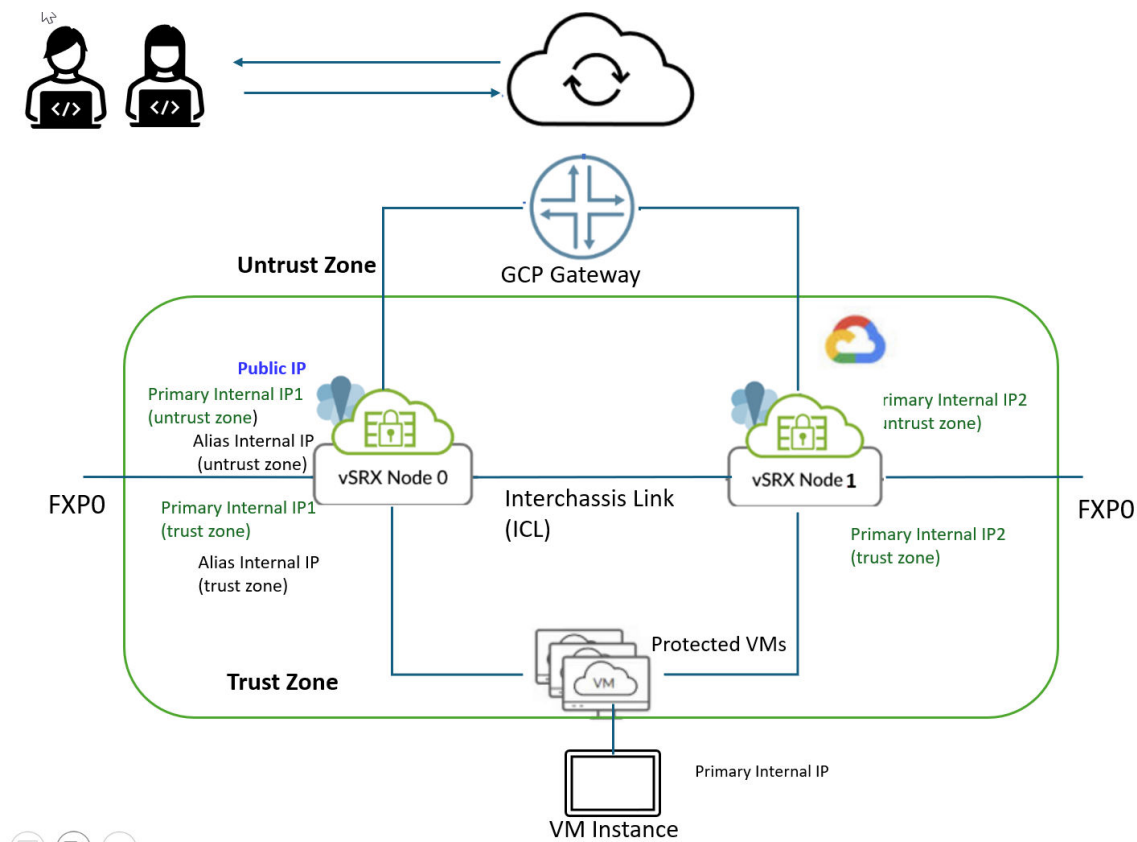 </>
</>
Untrust Zone
GCP Gateway
Public IP
Primary Internal IP1
(untrust zone)
Alias Internal IP
(untrust zone)
rimary Internal IP2
untrust zone)
vSRX Node 0
vSRX Node 1
FXP0
Interchassis Link
(ICL)
FXP0
Primary Internal IP1
(trust zone)
Alias Internal IP
(trust zone)
Primary Internal IP2
(trust zone)
Protected VMs
VM
Trust Zone
Primary Internal IP
VM Instance